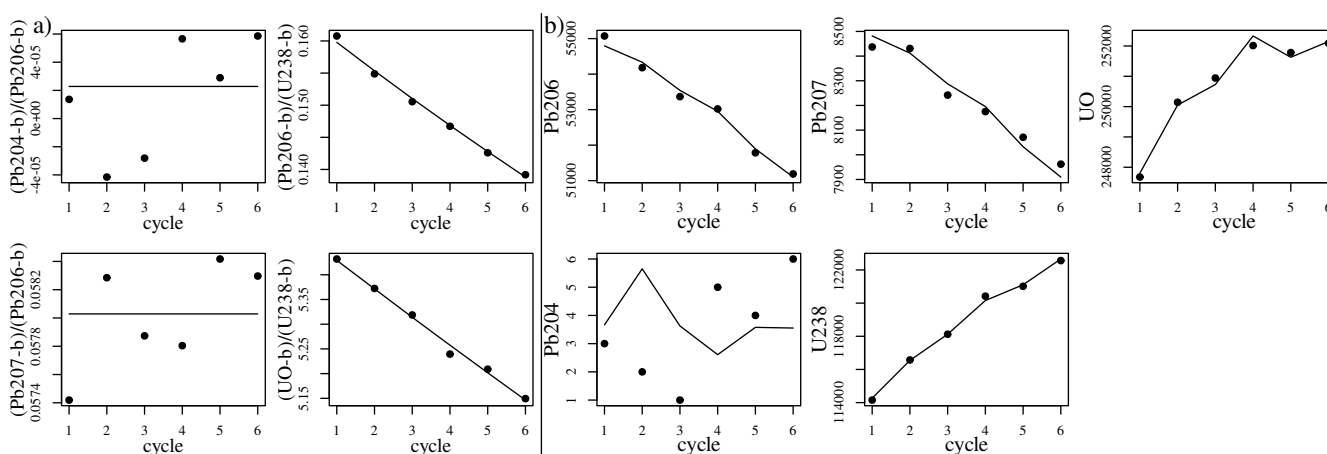 a)
(Pb204-b)/(Pb206-b)
-4e-05 0e+00 4e-05
1 2 3 4 5 6
cycle
(Pb206-b)/(U238-b)
0.140 0.150 0.160
1 2 3 4 5 6
cycle
b)
Pb206
51000 53000 55000
1 2 3 4 5 6
cycle
Pb207
7900 8100 8300 8500
1 2 3 4 5 6
cycle
UO
248000 250000 252000
1 2 3 4 5 6
cycle
(Pb207-b)/(Pb206-b)
0.0574 0.0578 0.0582
1 2 3 4 5 6
cycle
(UO-b)/(U238-b)
5.15 5.25 5.35
1 2 3 4 5 6
cycle
Pb204
1 2 3 4 5 6
1 2 3 4 5 6
cycle
U238
114000 118000 122000
1 2 3 4 5 6
cycle